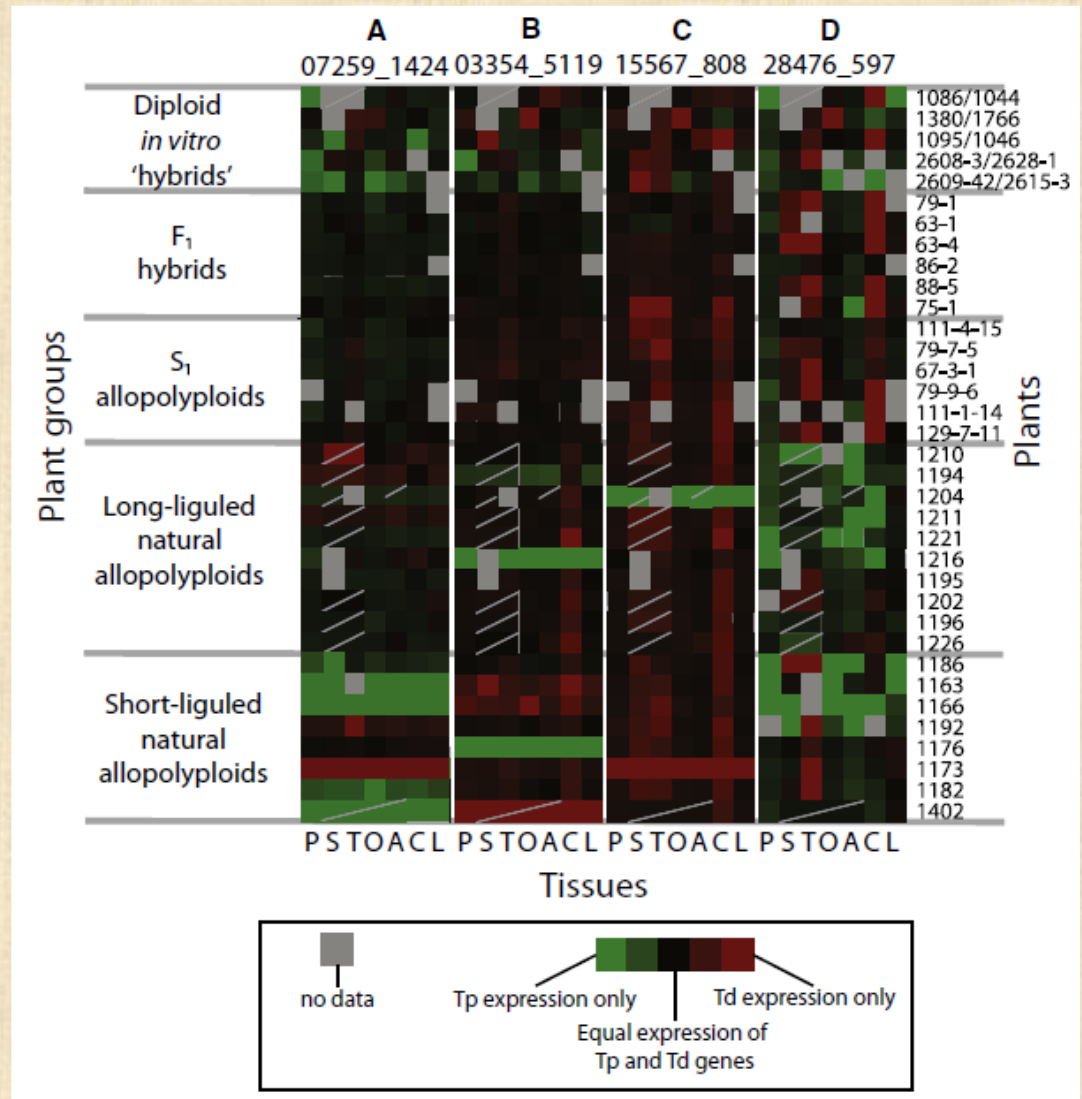 A B C D
07259_1424 03354_5119 15567_808 28476_597
Plant groups
Diploid
in vitro
'hybrids'
F1
hybrids
S1
allopolyploids
Long-liguled
natural
allopolyploids
Short-liguled
natural
allopolyploids
1086/1044
1380/1766
1095/1046
2608-3/2628-1
2609-42/2615-3
79-1
63-1
63-4
86-2
88-5
75-1
111-4-15
79-7-5
67-3-1
79-9-6
111-1-14
129-7-11
1210
1194
1204
1211
1221
1216
1195
1202
1196
1226
1186
1163
1166
1192
1176
1173
1182
1402
Plants
P S T O A C L P S T O A C L P S T O A C L P S T O A C L
Tissues
no data
Tp expression only
Td expression only
Equal expression of
Tp and Td genes